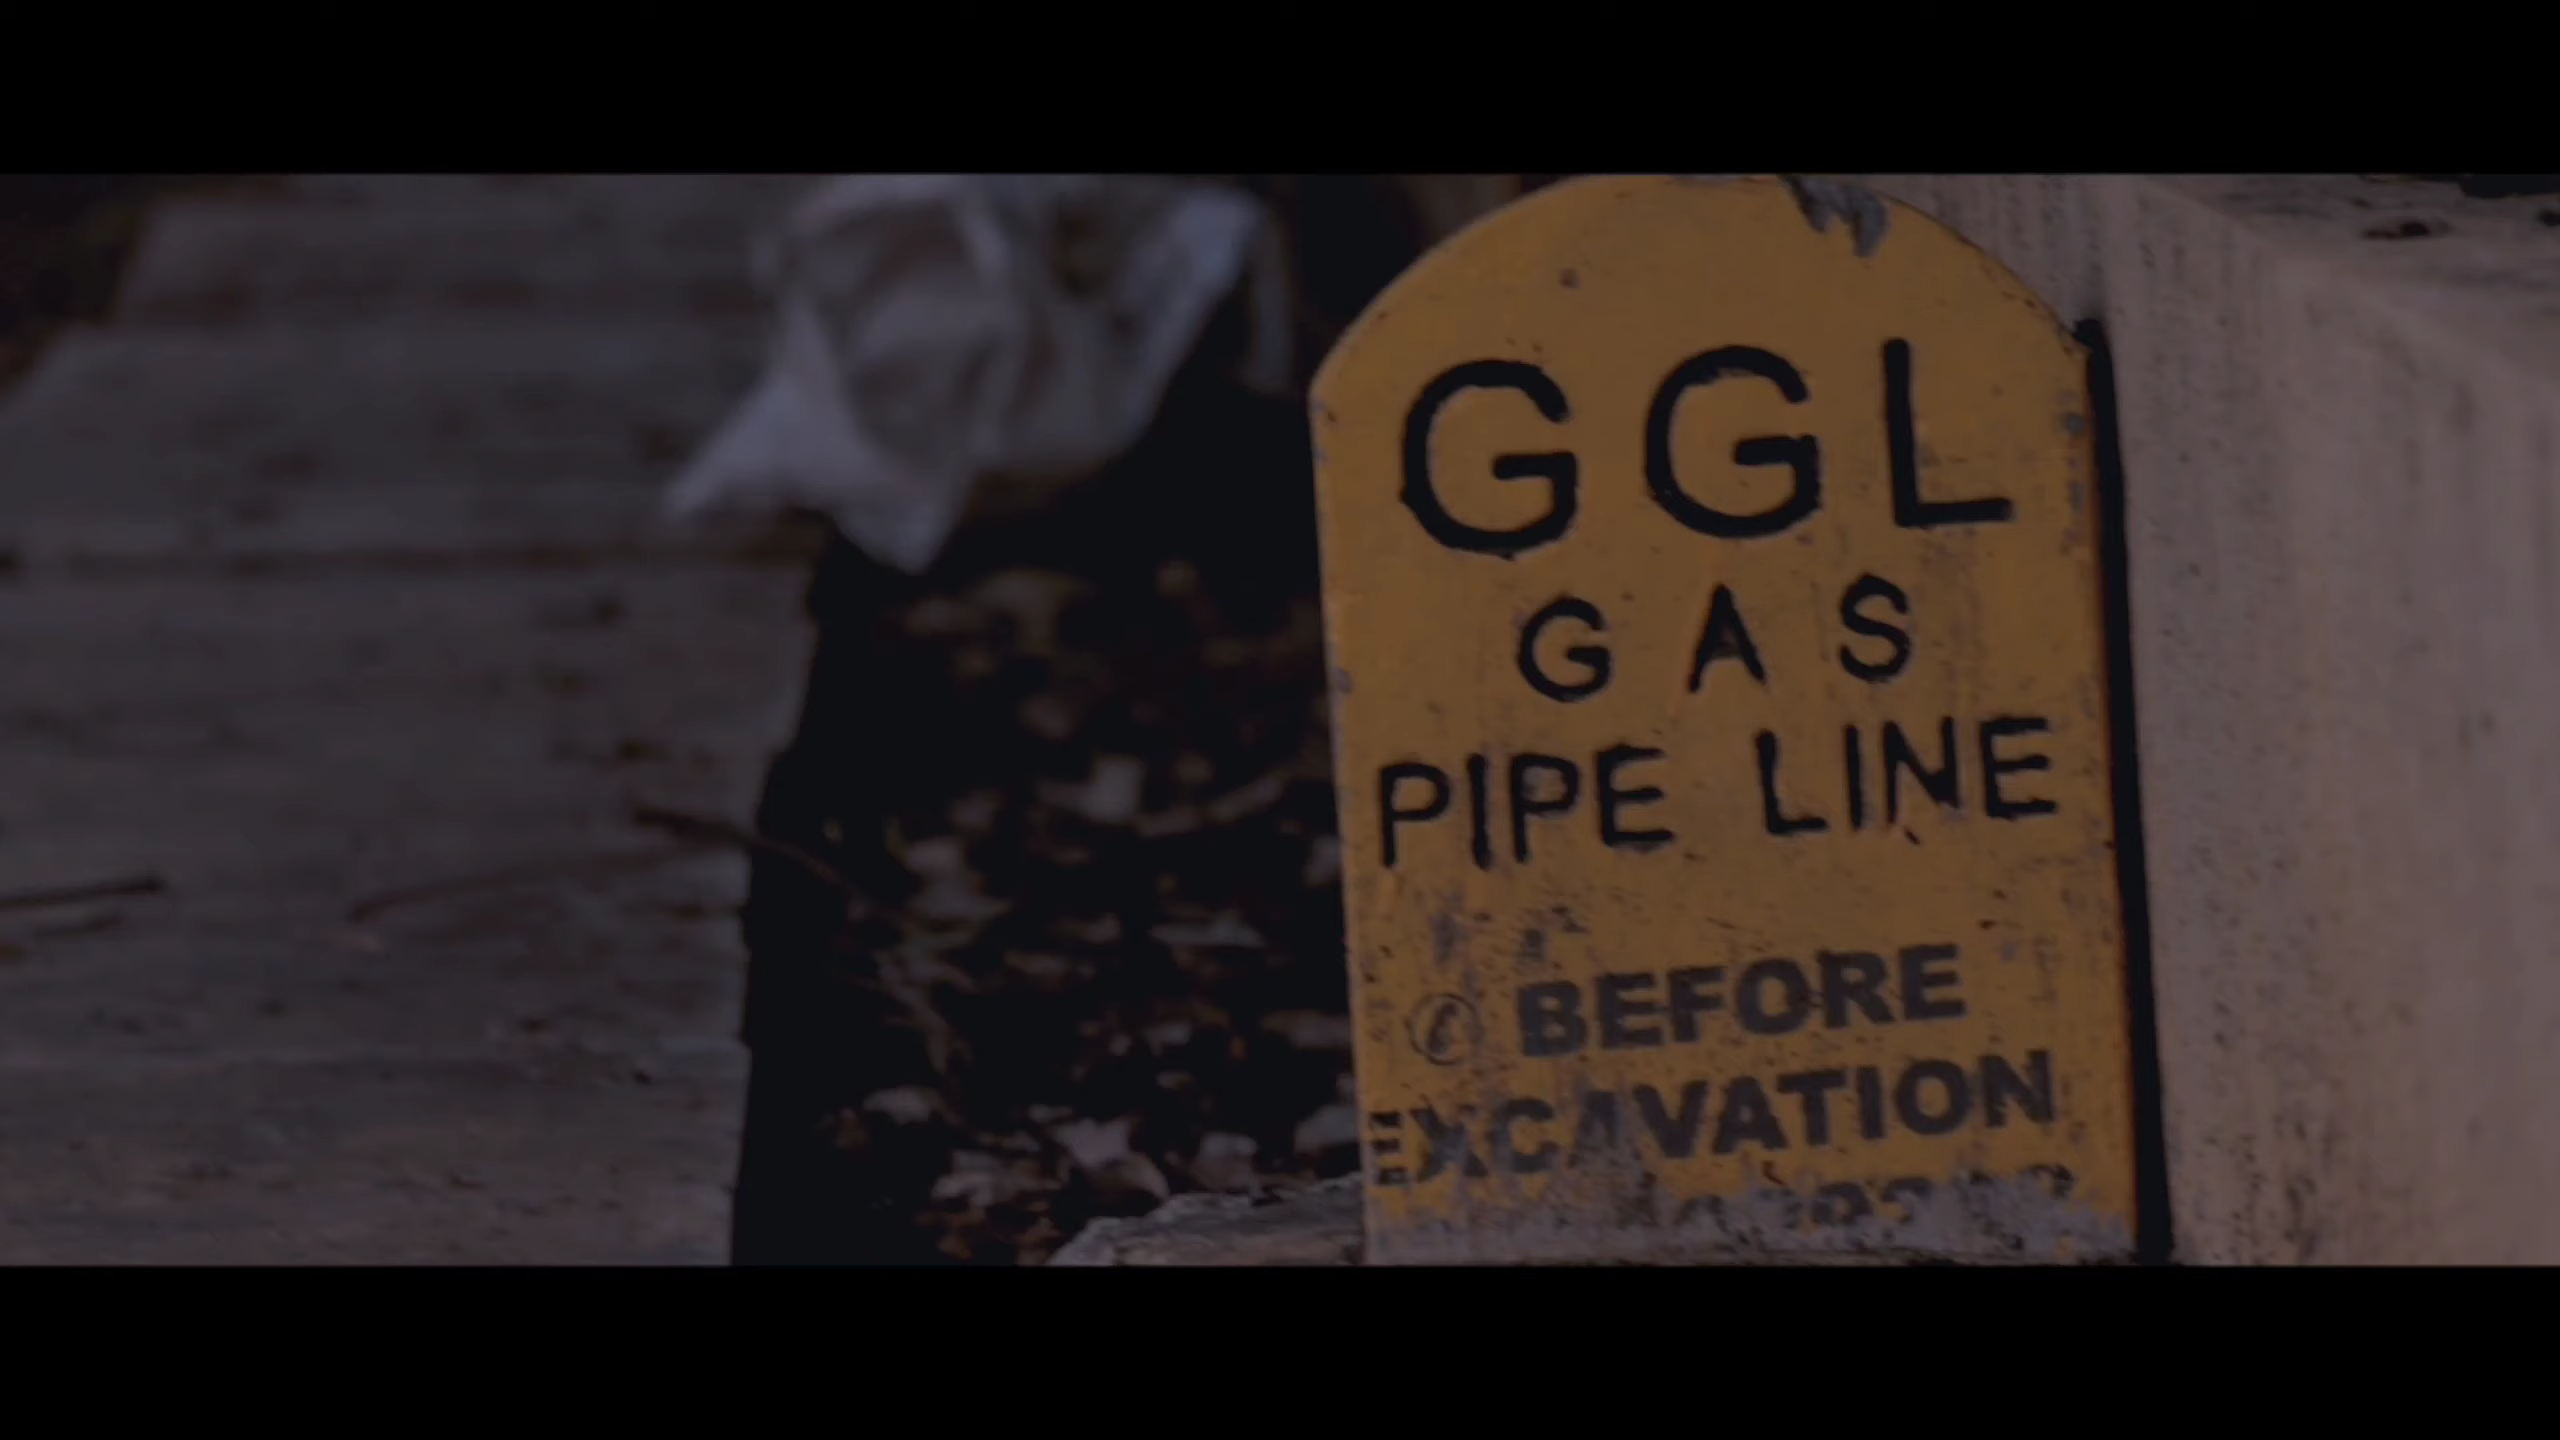 GGL
GAS
PIPE LINE
✆ BEFORE
EXCAVATION